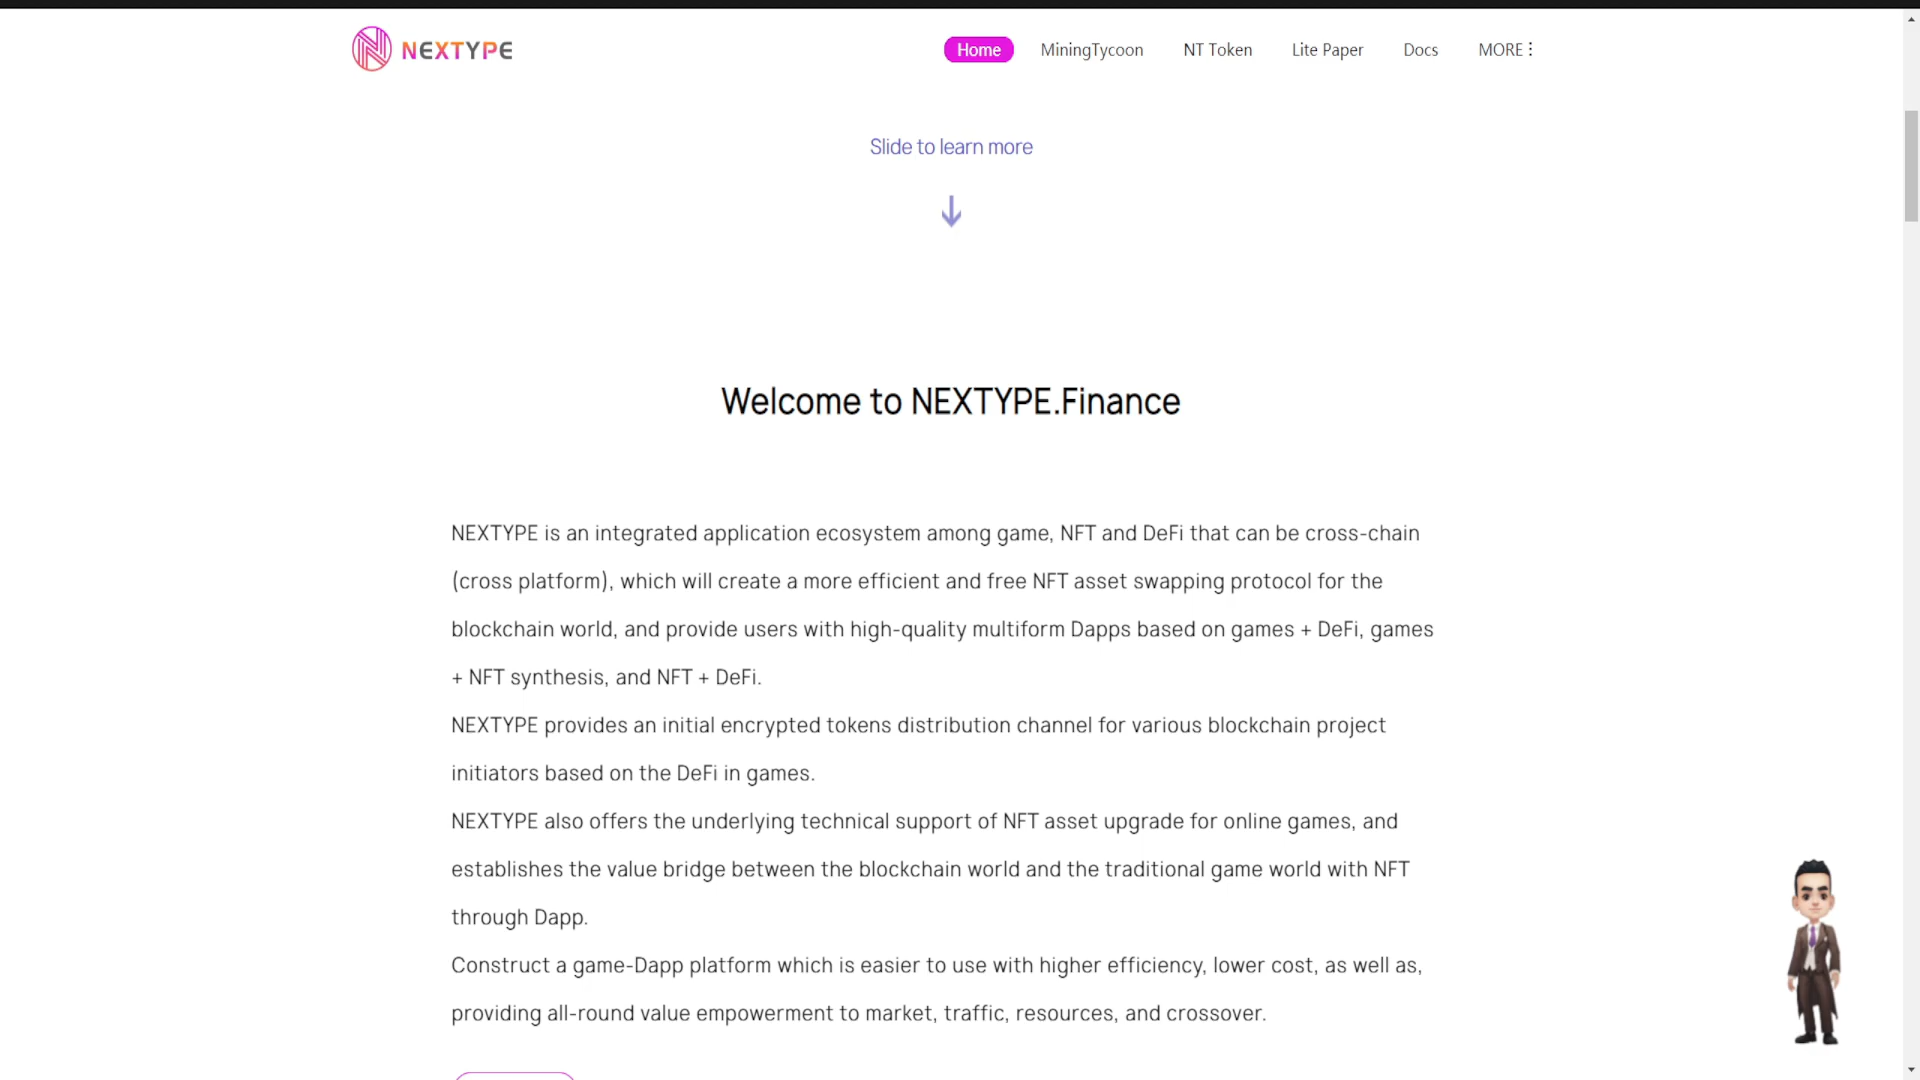 NEXTYPE
Home MiningTycoon NT Token Lite Paper Docs MORE
Slide to learn more
Welcome to NEXTYPE.Finance
NEXTYPE is an integrated application ecosystem among game, NFT and DeFi that can be cross-chain
(cross platform), which will create a more efficient and free NFT asset swapping protocol for the
blockchain world, and provide users with high-quality multiform Dapps based on games + DeFi, games
+ NFT synthesis, and NFT + DeFi.
NEXTYPE provides an initial encrypted tokens distribution channel for various blockchain project
initiators based on the DeFi in games.
NEXTYPE also offers the underlying technical support of NFT asset upgrade for online games, and
establishes the value bridge between the blockchain world and the traditional game world with NFT
through Dapp.
Construct a game-Dapp platform which is easier to use with higher efficiency, lower cost, as well as,
providing all-round value empowerment to market, traffic, resources, and crossover.